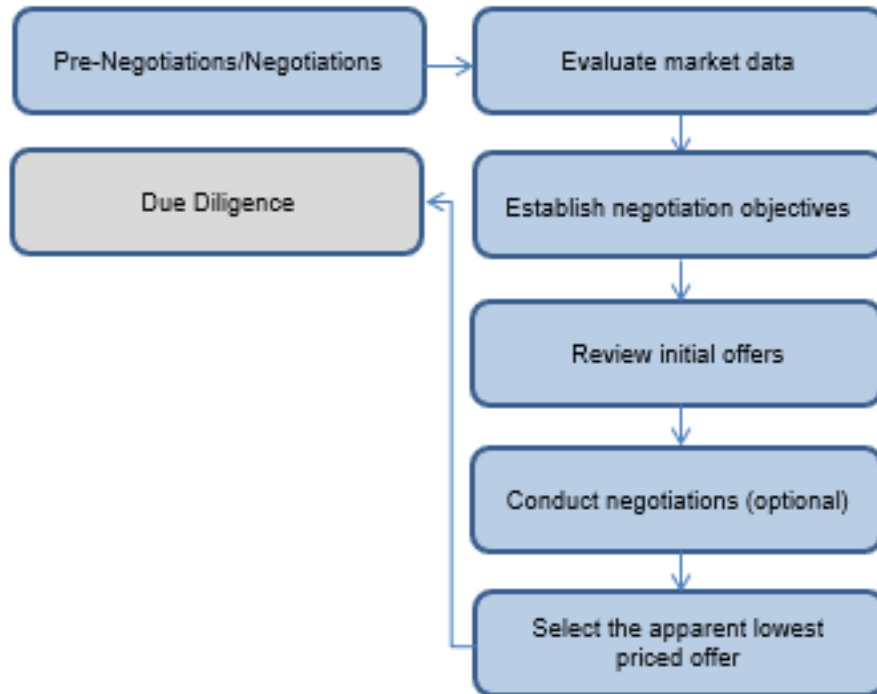 Pre-Negotiations/Negotiations
Evaluate market data
Due Diligence
Establish negotiation objectives
Review initial offers
Conduct negotiations (optional)
Select the apparent lowest
priced offer